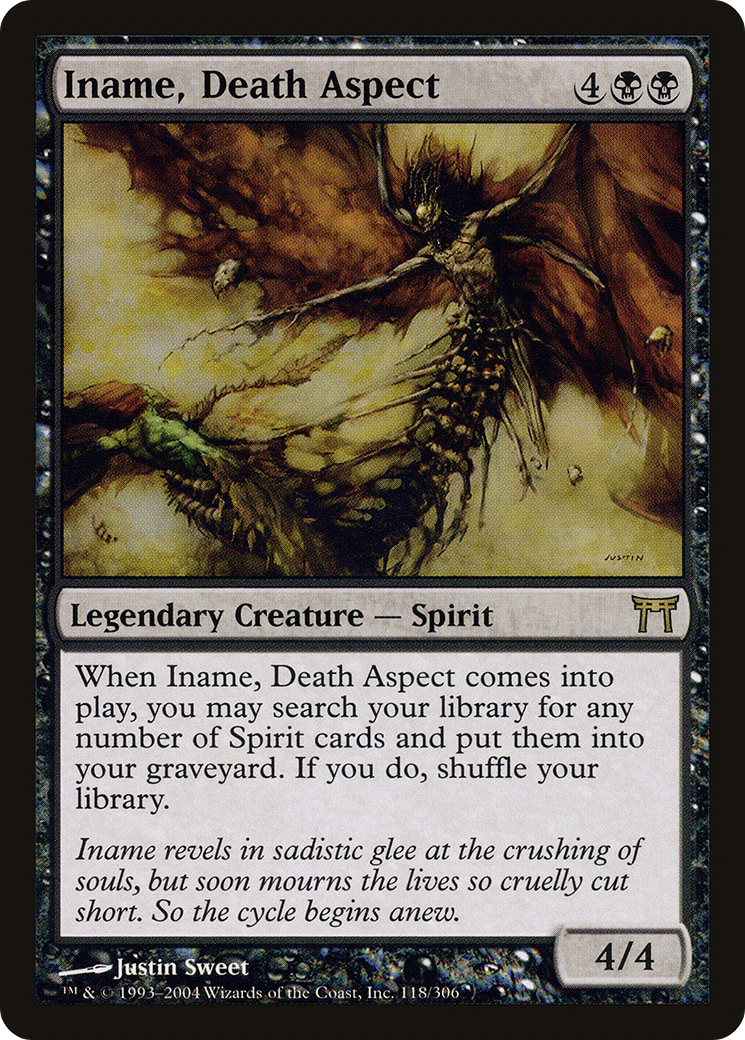 Iname, Death Aspect 4
JUSTIN
Legendary Creature — Spirit
When Iname, Death Aspect comes into
play, you may search your library for any
number of Spirit cards and put them into
your graveyard. If you do, shuffle your
library.
Iname revels in sadistic glee at the crushing of
souls, but soon mourns the lives so cruelly cut
short. So the cycle begins anew.
4/4
Justin Sweet
™ & © 1993–2004 Wizards of the Coast, Inc. 118/306